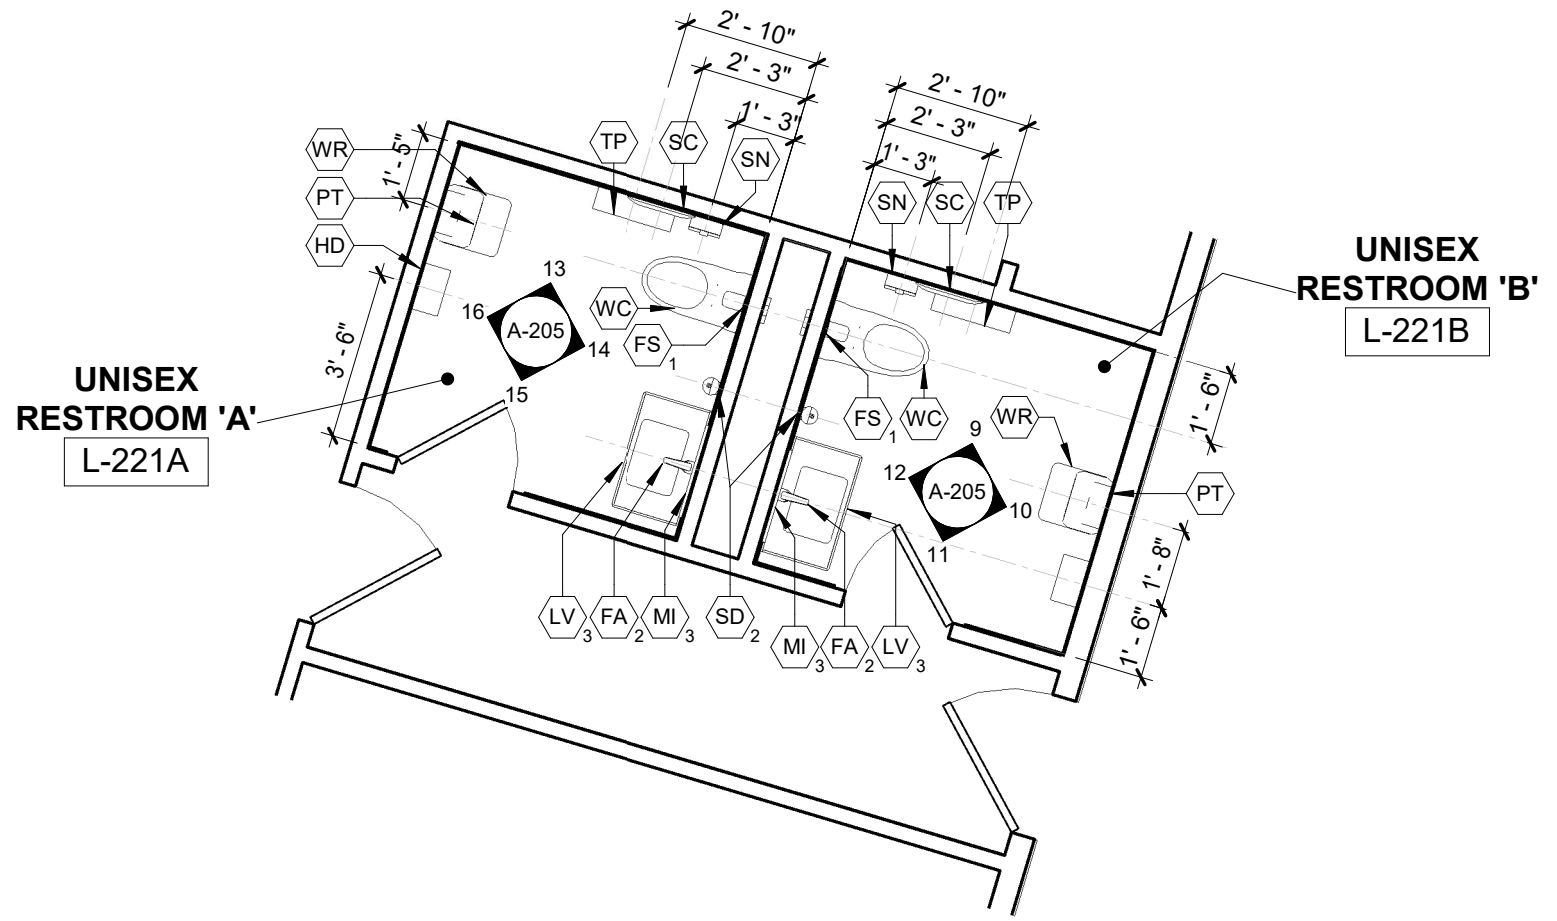 2' - 10"
2' - 3"
1' - 3"
2' - 10"
2' - 3"
1' - 3"
WR
PT
HD
1' - 5"
TP
SC
SN
SN
SC
TP
UNISEX
RESTROOM 'B'
L-221B
3' - 6"
13
16
A-205
14
15
WC
FS
1
UNISEX
RESTROOM 'A'
L-221A
FS
1
WC
WR
9
12
A-205
10
11
PT
1' - 6"
1' - 8"
1' - 6"
LV
3
FA
2
MI
3
SD
2
MI
3
FA
2
LV
3